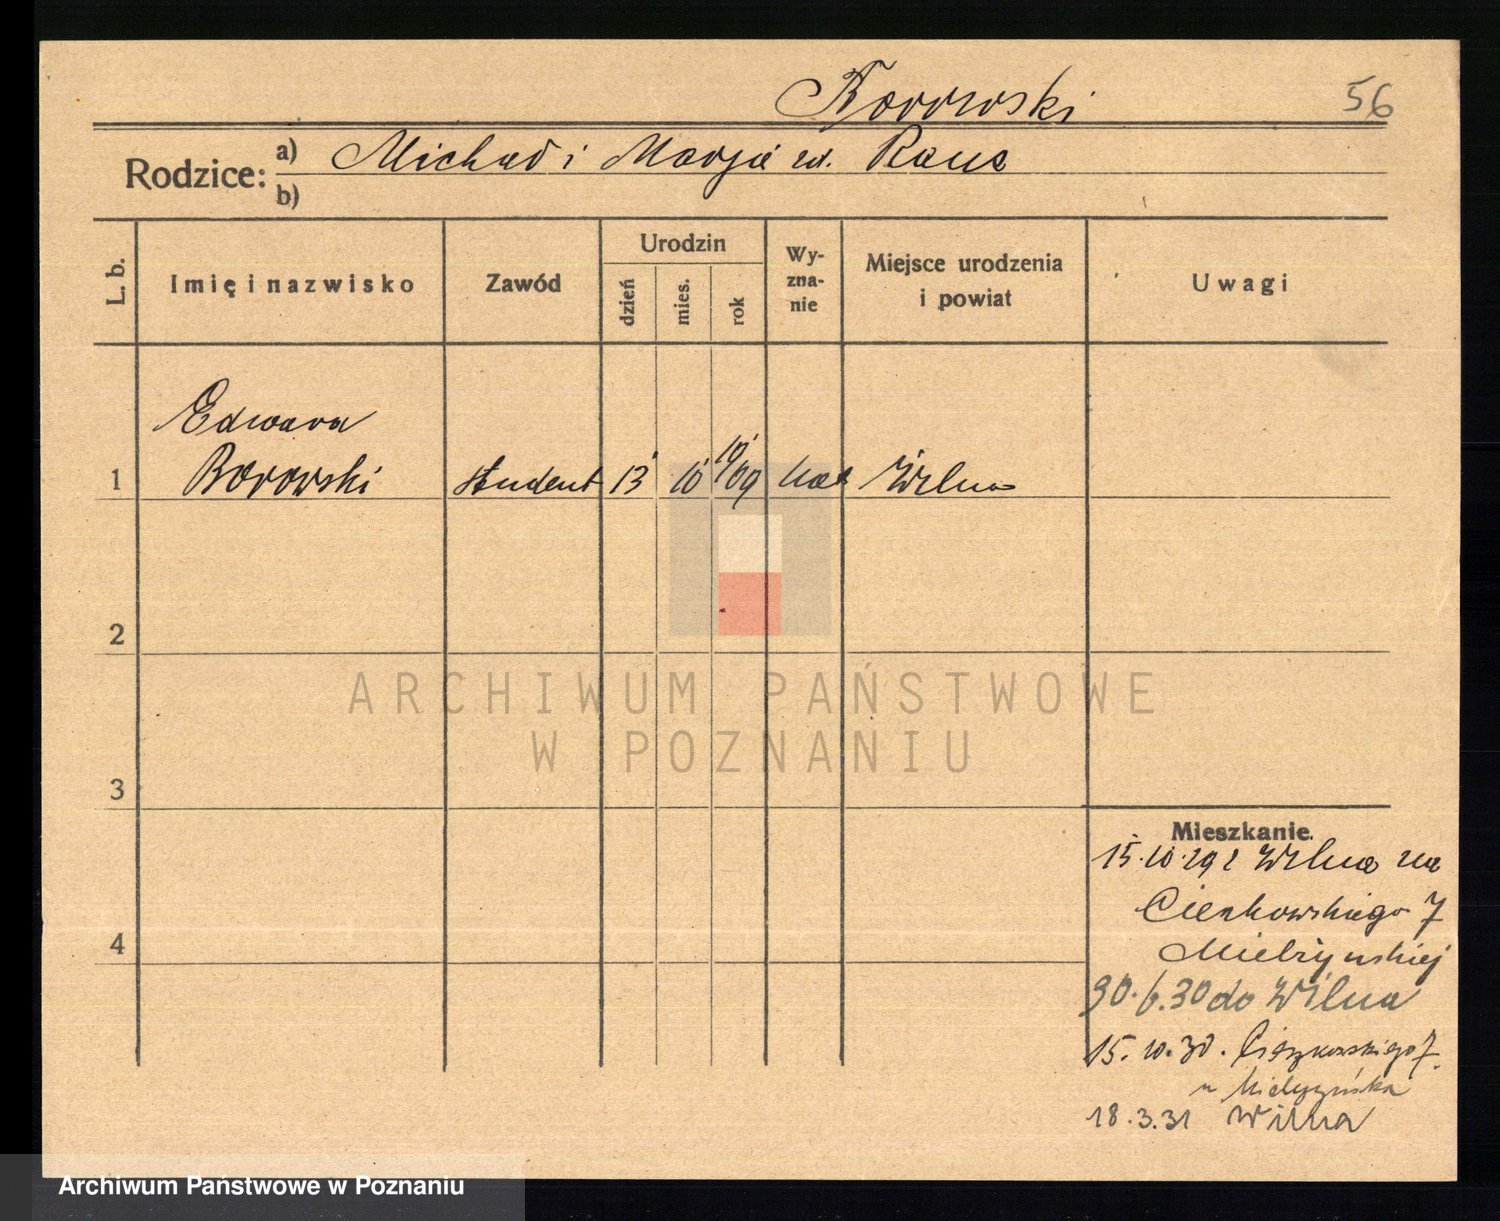 Borowski
56
Rodzice:
a) Michał i Marja zd. Raue
b)
L. b.
Imię i nazwisko
Zawód
Urodzin
dzień
mies.
rok
Wy-
zna-
nie
Miejsce urodzenia
i powiat
Uwagi
Edward
1 Borowski student 13 10 09 kat Wilno
2
ARCHIWUM PAŃSTWOWE
W POZNANIU
3
Mieszkanie.
15.10.29 z Wilna na
Cieszkowskiego 7
Mielżyńskiej
30.6.30 do Wilna
15.10.30. Cieszkowskiego 7.
u Mielżyńska
18.3.31 Wilna
4
Archiwum Państwowe w Poznaniu